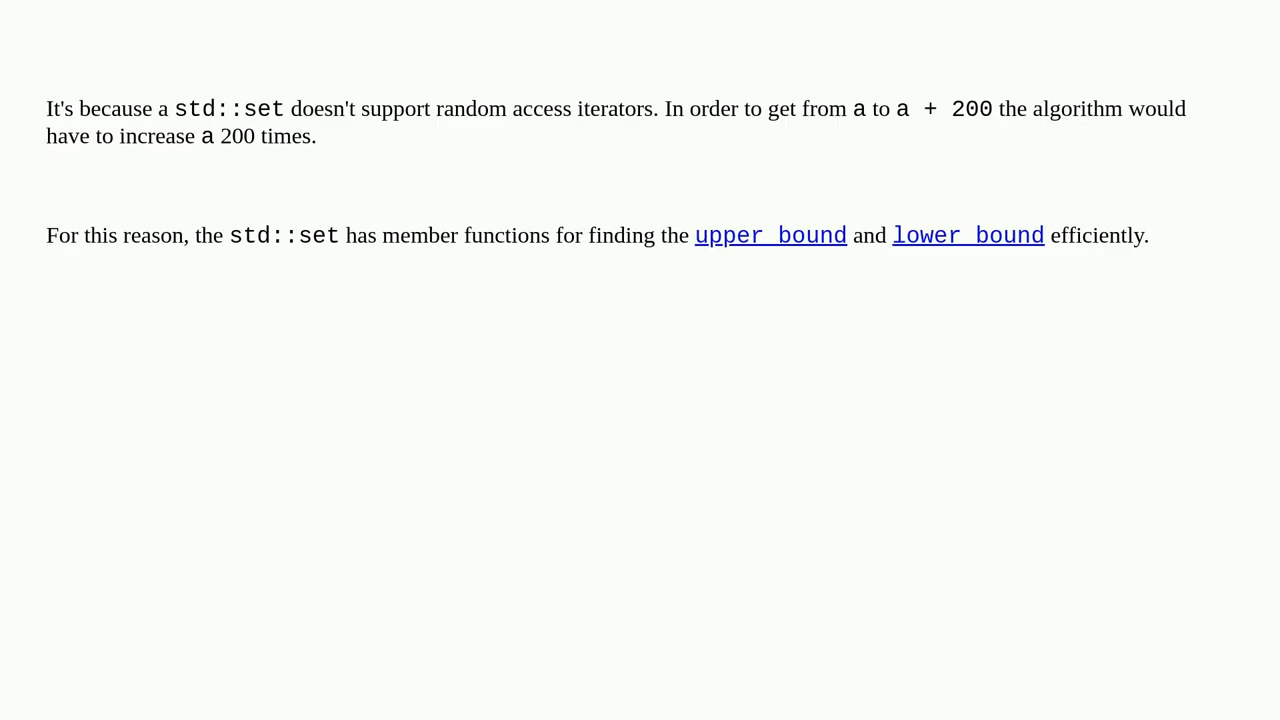 It's because a std::set doesn't support random access iterators. In order to get from a to a + 200 the algorithm would
have to increase a 200 times.
For this reason, the std::set has member functions for finding the upper_bound and lower_bound efficiently.